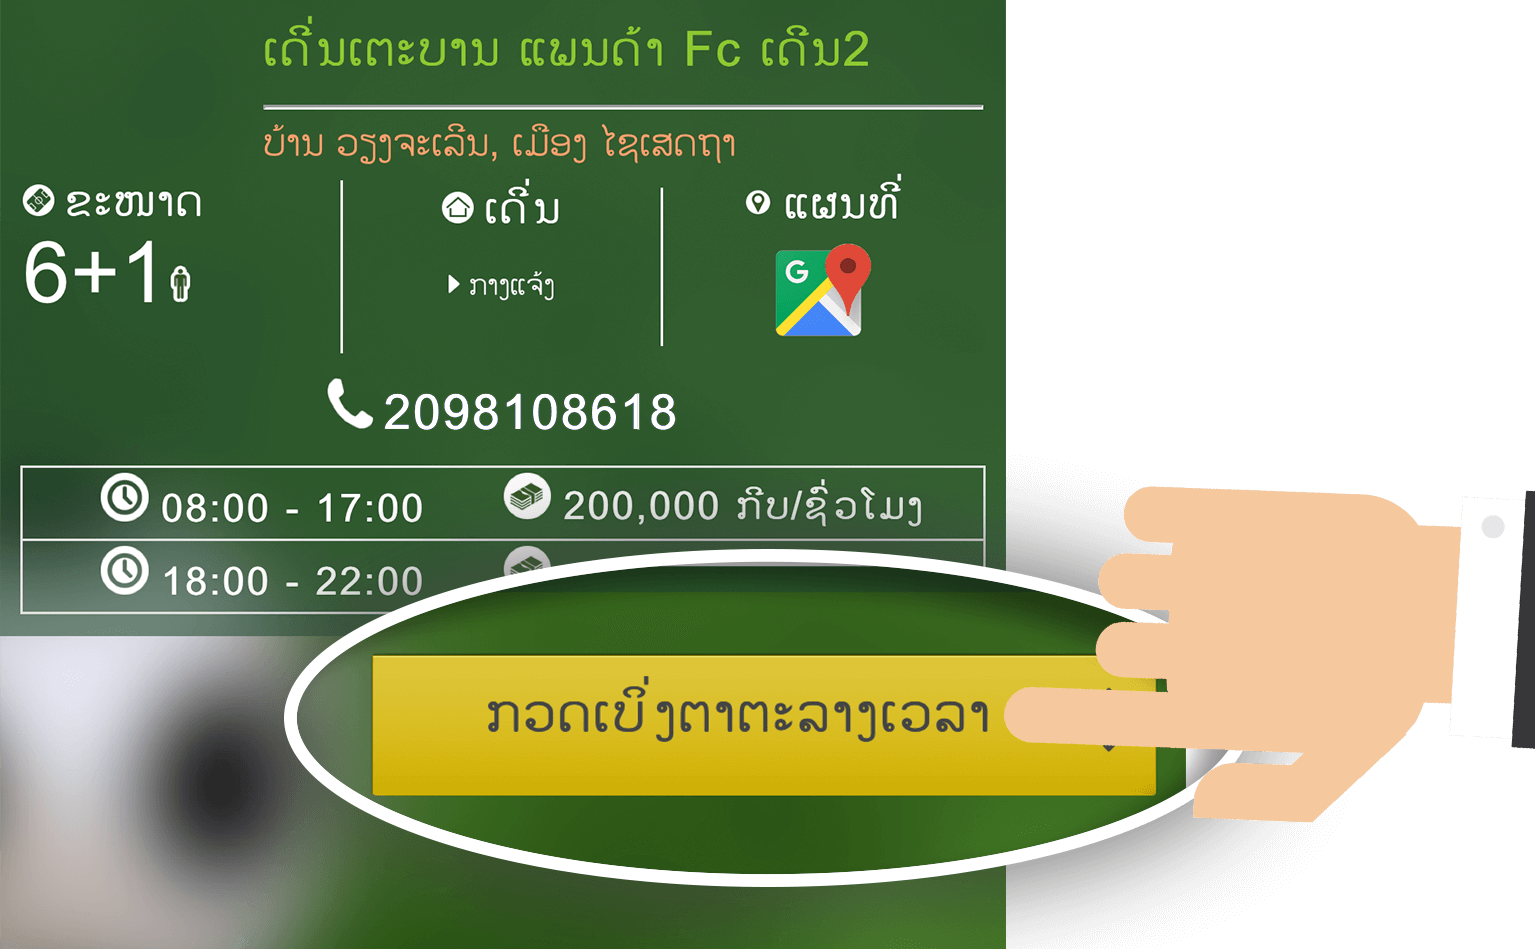 ເດີ່ນເຕະບານ ແພນດ້າ Fc ເດີນ2
ບ້ານ ວຽງຈະເລີນ, ເມືອງ ໄຊເສດຖາ
ຂະໜາດ
6+1
ເດີ່ນ
ກາງແຈ້ງ
ແຜນທີ່
G
2098108618
08:00 - 17:00 200,000 ກີບ/ຊົ່ວໂມງ
18:00 - 22:00
ກວດເບິ່ງຕາຕະລາງເວລາ